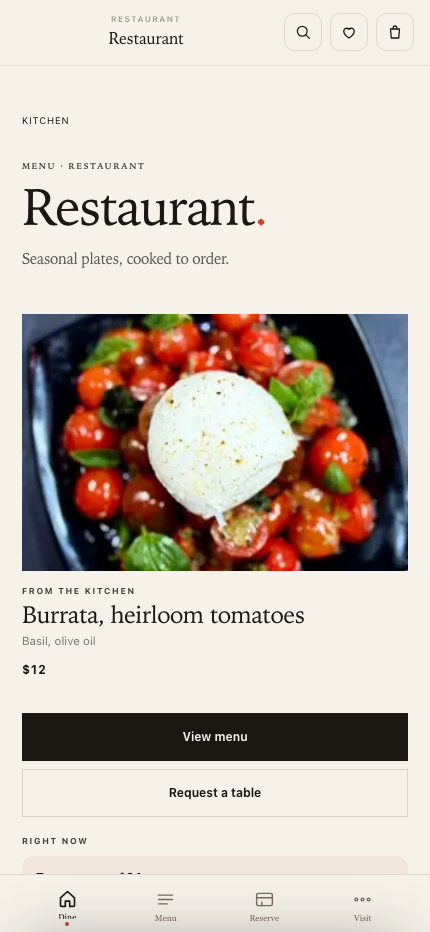 RESTAURANT
Restaurant
KITCHEN
MENU · RESTAURANT
Restaurant.
Seasonal plates, cooked to order.
FROM THE KITCHEN
Burrata, heirloom tomatoes
Basil, olive oil
$12
View menu
Request a table
RIGHT NOW
Dine
Menu
Reserve
Visit